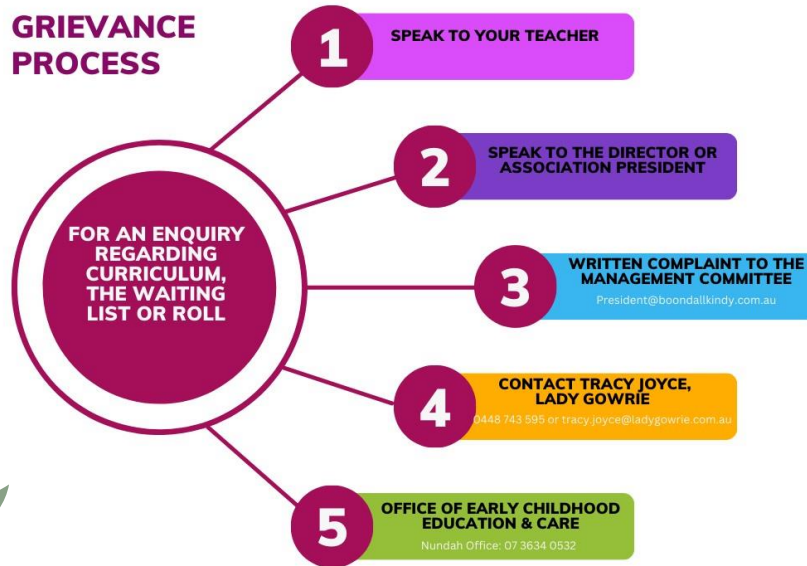 GRIEVANCE
PROCESS
FOR AN ENQUIRY
REGARDING
CURRICULUM,
THE WAITING
LIST OR ROLL
1
SPEAK TO YOUR TEACHER
2
SPEAK TO THE DIRECTOR OR
ASSOCIATION PRESIDENT
3
WRITTEN COMPLAINT TO THE
MANAGEMENT COMMITTEE
President@boondallkindy.com.au
4
CONTACT TRACY JOYCE,
LADY GOWRIE
0448 743 595 or tracy.joyce@ladygowrie.com.au
5
OFFICE OF EARLY CHILDHOOD
EDUCATION & CARE
Nundah Office: 07 3634 0532